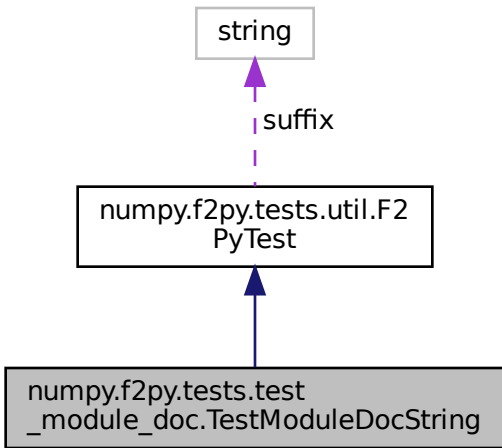 string
suffix
numpy.f2py.tests.util.F2
PyTest
numpy.f2py.tests.test
_module_doc.TestModuleDocString